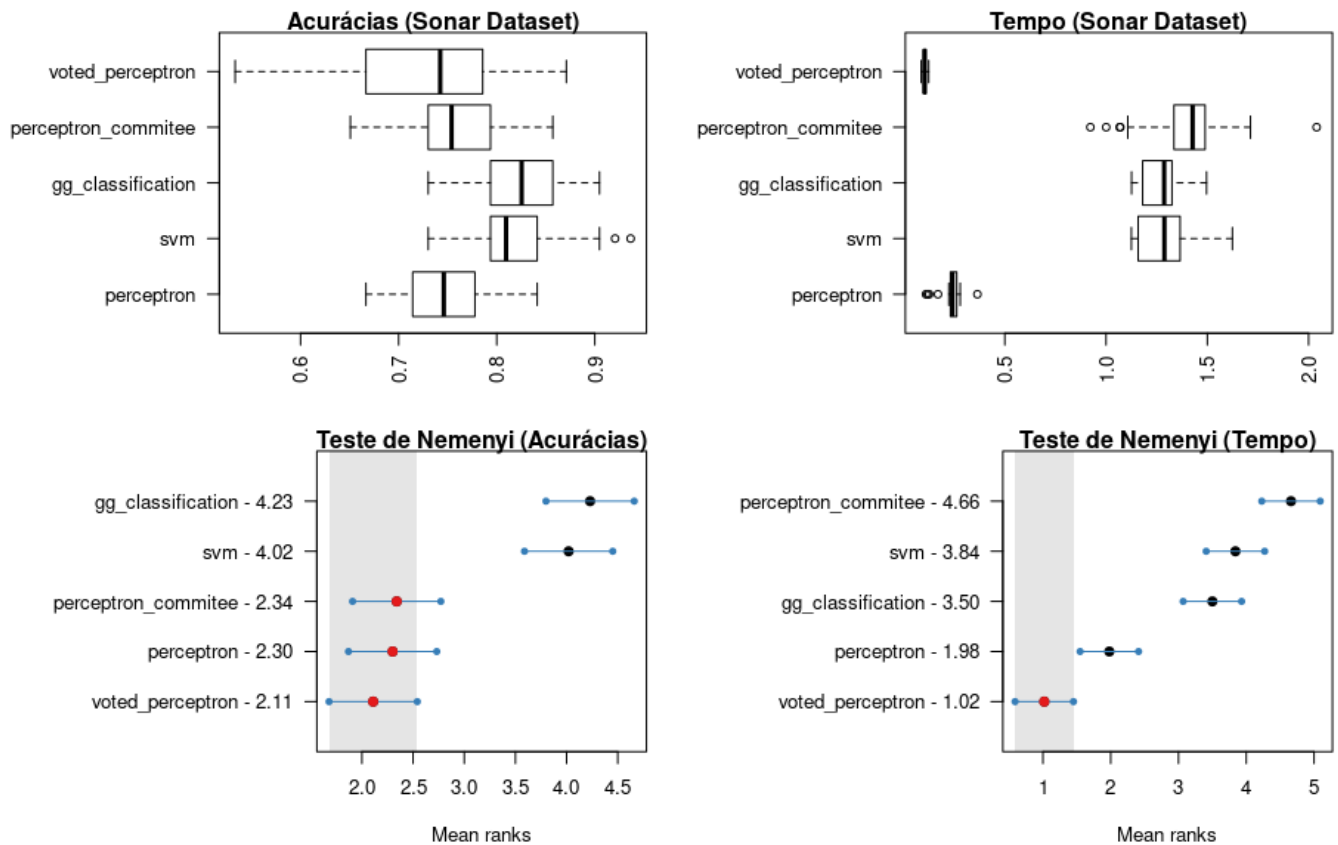 Acurácias (Sonar Dataset)
voted_perceptron
perceptron_commitee
gg_classification
svm
perceptron
0.6
0.7
0.8
0.9
Tempo (Sonar Dataset)
voted_perceptron
perceptron_commitee
gg_classification
svm
perceptron
0.5
1.0
1.5
2.0
Teste de Nemenyi (Acurácias)
gg_classification - 4.23
svm - 4.02
perceptron_commitee - 2.34
perceptron - 2.30
voted_perceptron - 2.11
2.0 2.5 3.0 3.5 4.0 4.5
Mean ranks
Teste de Nemenyi (Tempo)
perceptron_commitee - 4.66
svm - 3.84
gg_classification - 3.50
perceptron - 1.98
voted_perceptron - 1.02
1 2 3 4 5
Mean ranks